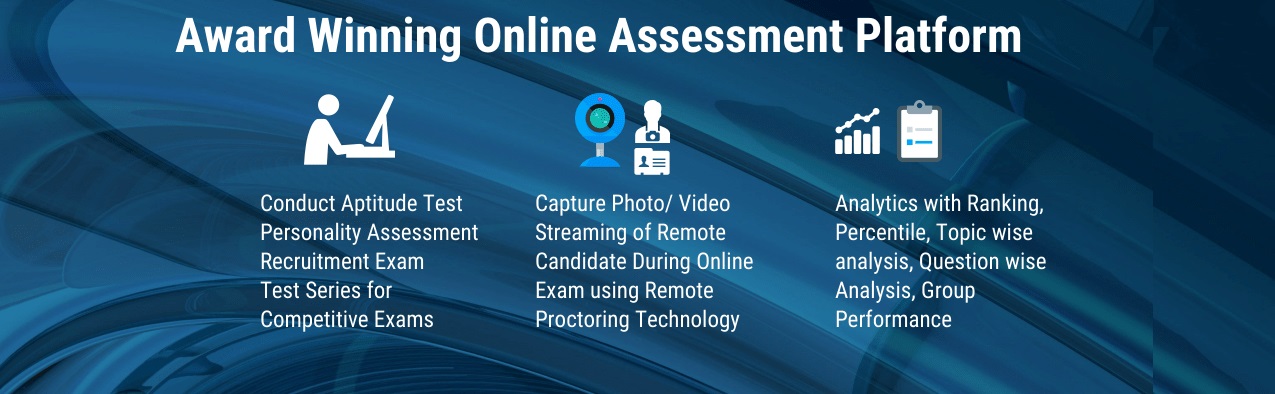 Award Winning Online Assessment Platform
Conduct Aptitude Test
Personality Assessment
Recruitment Exam
Test Series for
Competitive Exams
Capture Photo/ Video
Streaming of Remote
Candidate During Online
Exam using Remote
Proctoring Technology
Analytics with Ranking,
Percentile, Topic wise
analysis, Question wise
Analysis, Group
Performance